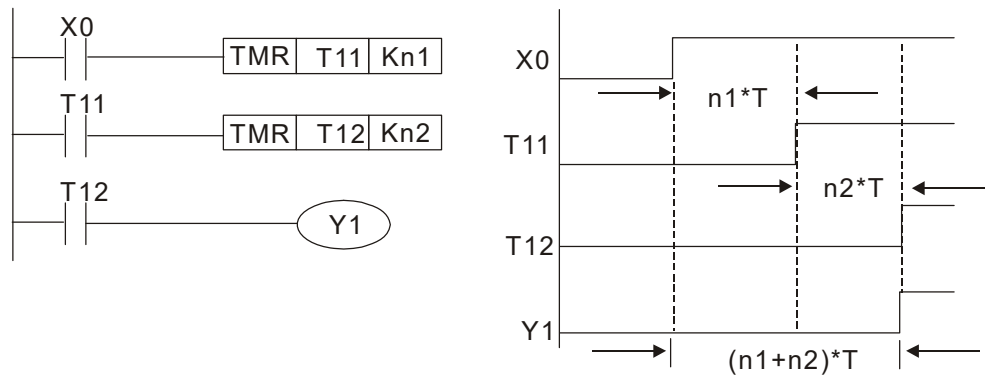 X0
TMR T11 Kn1
T11
TMR T12 Kn2
T12
Y1
X0
n1*T
T11
n2*T
T12
Y1
(n1+n2)*T